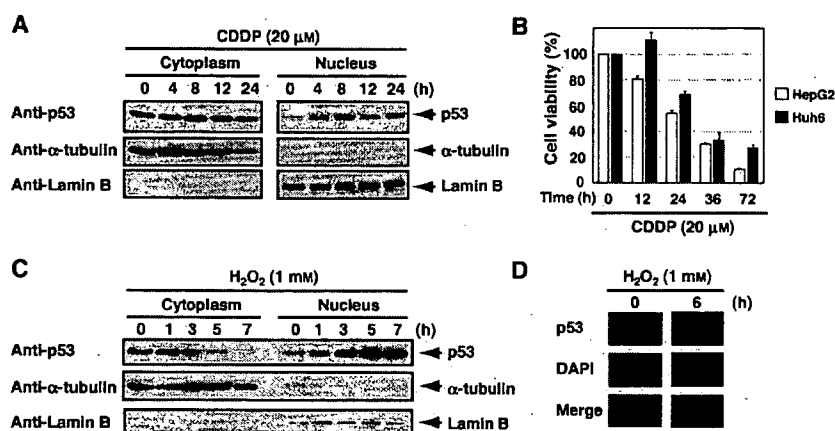 A
CDDP (20 µM)
Cytoplasm Nucleus
0 4 8 12 24 0 4 8 12 24 (h)
Anti-p53 p53
Anti-α-tubulin α-tubulin
Anti-Lamin B Lamin B
B
Cell viability (%)
100
80
60
40
20
0
HepG2
Huh6
Time (h) 0 12 24 36 72
CDDP (20 µM)
C
H₂O₂ (1 mM)
Cytoplasm Nucleus
0 1 3 5 7 0 1 3 5 7 (h)
Anti-p53 p53
Anti-α-tubulin α-tubulin
Anti-Lamin B Lamin B
D
H₂O₂ (1 mM)
0 6 (h)
p53
DAPI
Merge